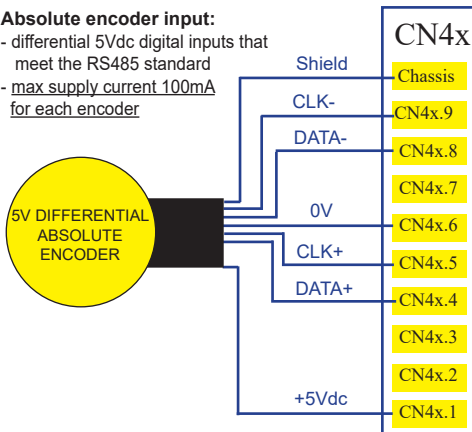 Absolute encoder input:
- differential 5Vdc digital inputs that
meet the RS485 standard
- max supply current 100mA
for each encoder
CN4x
Shield
Chassis
CLK-
CN4x.9
DATA-
CN4x.8
CN4x.7
5V DIFFERENTIAL
ABSOLUTE
ENCODER
0V
CN4x.6
CLK+
CN4x.5
DATA+
CN4x.4
CN4x.3
CN4x.2
+5Vdc
CN4x.1